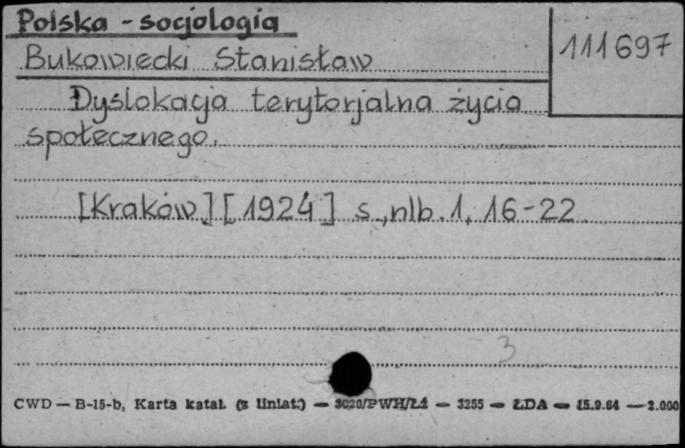 Polska - socjologia
Bukowiecki Stanisław
111697
Dyslokacja terytorjalna życia
społecznego.
[Kraków] [1924] s., nlb. 1, 16-22
3
CWD — B-15-b, Karta katal. (z liniat.) — 3020/PWH/Łź — 3255 — ŁDA — 15.9.64 — 2.000